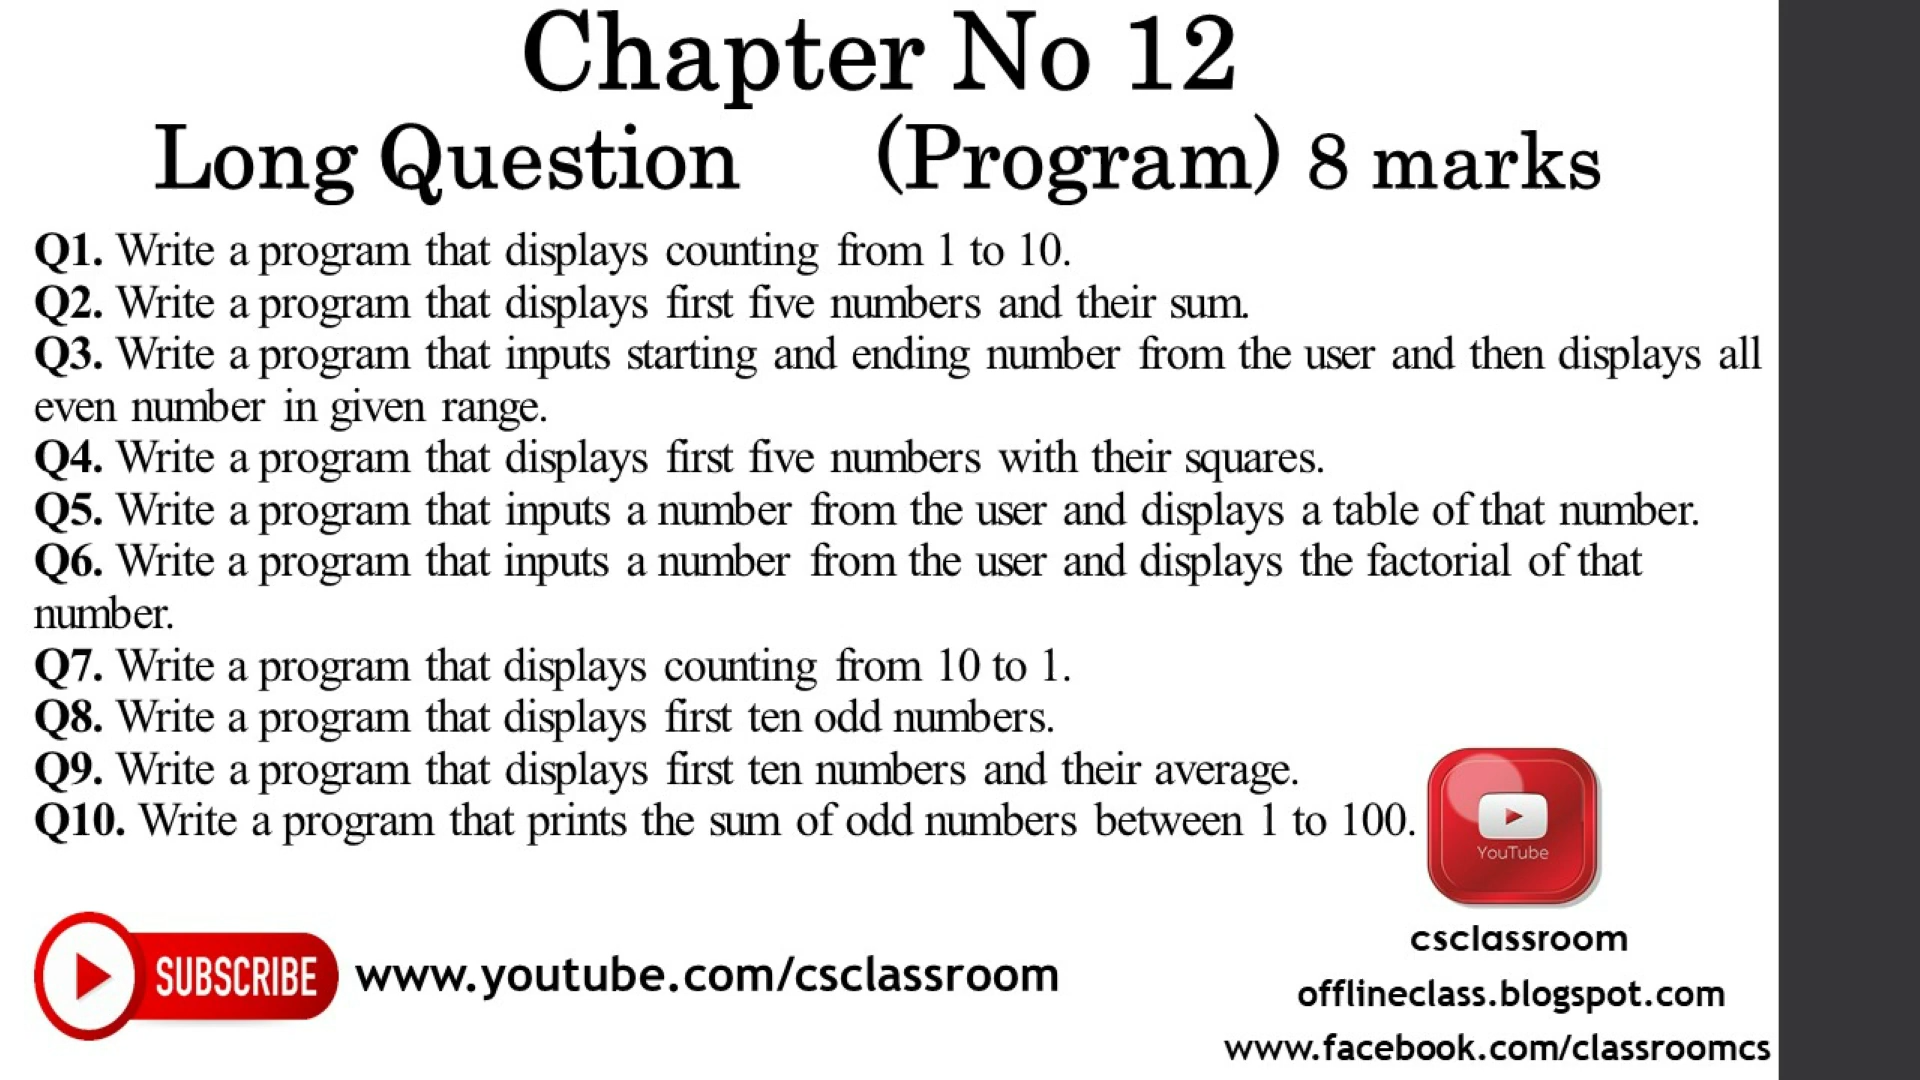 Chapter No 12
Long Question (Program) 8 marks
Q1. Write a program that displays counting from 1 to 10.
Q2. Write a program that displays first five numbers and their sum.
Q3. Write a program that inputs starting and ending number from the user and then displays all
even number in given range.
Q4. Write a program that displays first five numbers with their squares.
Q5. Write a program that inputs a number from the user and displays a table of that number.
Q6. Write a program that inputs a number from the user and displays the factorial of that
number.
Q7. Write a program that displays counting from 10 to 1.
Q8. Write a program that displays first ten odd numbers.
Q9. Write a program that displays first ten numbers and their average.
Q10. Write a program that prints the sum of odd numbers between 1 to 100.
YouTube
csclassroom
SUBSCRIBE www.youtube.com/csclassroom
offlineclass.blogspot.com
www.facebook.com/classroomcs